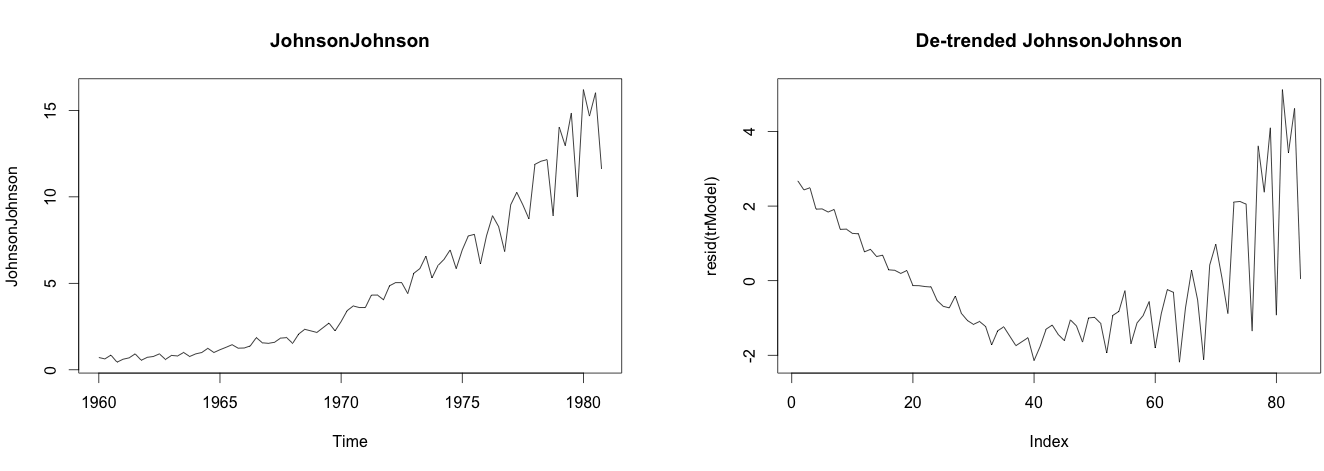 JohnsonJohnson
JohnsonJohnson
15
10
5
0
1960 1965 1970 1975 1980
Time
De-trended JohnsonJohnson
resid(trModel)
4
2
0
-2
0 20 40 60 80
Index